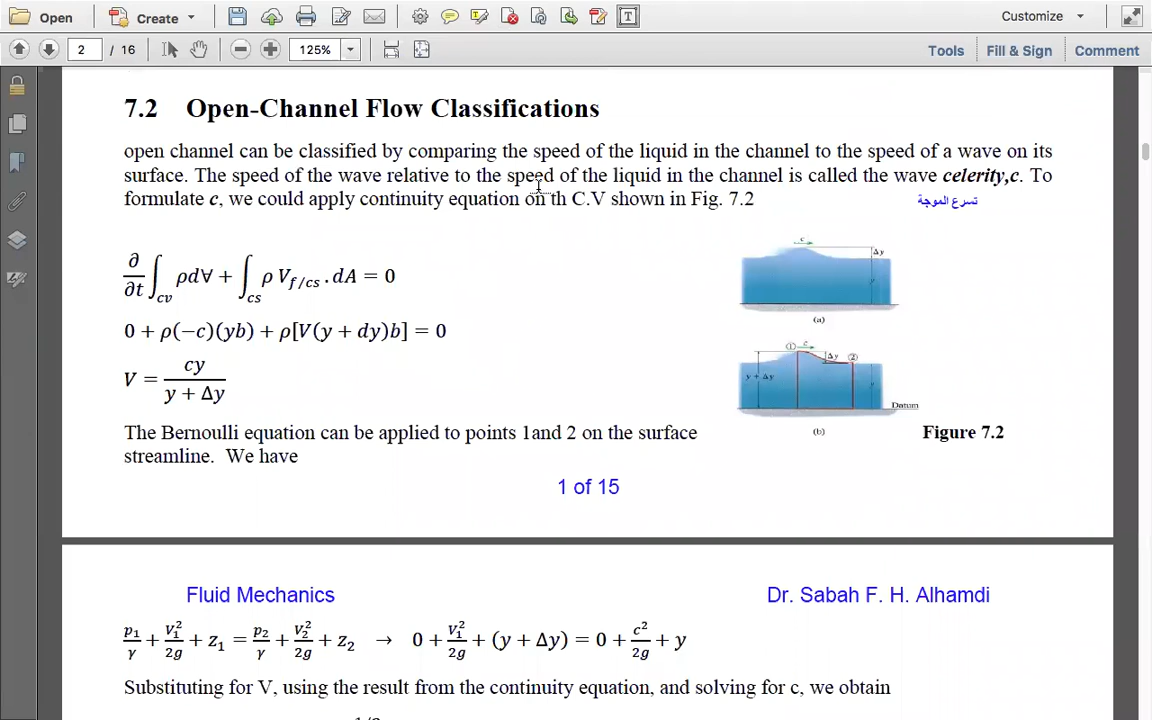 Open
Create
Customize
2 / 16
125%
Tools
Fill & Sign
Comment
7.2 Open-Channel Flow Classifications
open channel can be classified by comparing the speed of the liquid in the channel to the speed of a wave on its
surface. The speed of the wave relative to the speed of the liquid in the channel is called the wave celerity,c. To
formulate c, we could apply continuity equation on th C.V shown in Fig. 7.2
تسرع الموجة
∂/∂t ∫cv ρd∀ + ∫cs ρ V_f/cs . dA = 0
0 + ρ(−c)(yb) + ρ[V(y + dy)b] = 0
V = cy / (y + Δy)
c
Δy
y
(a)
① c
Δy ②
y + Δy
y
Datum
(b)
Figure 7.2
The Bernoulli equation can be applied to points 1and 2 on the surface
streamline. We have
1 of 15
Fluid Mechanics
Dr. Sabah F. H. Alhamdi
p₁/γ + V₁²/2g + z₁ = p₂/γ + V₂²/2g + z₂ → 0 + V₁²/2g + (y + Δy) = 0 + c²/2g + y
Substituting for V, using the result from the continuity equation, and solving for c, we obtain